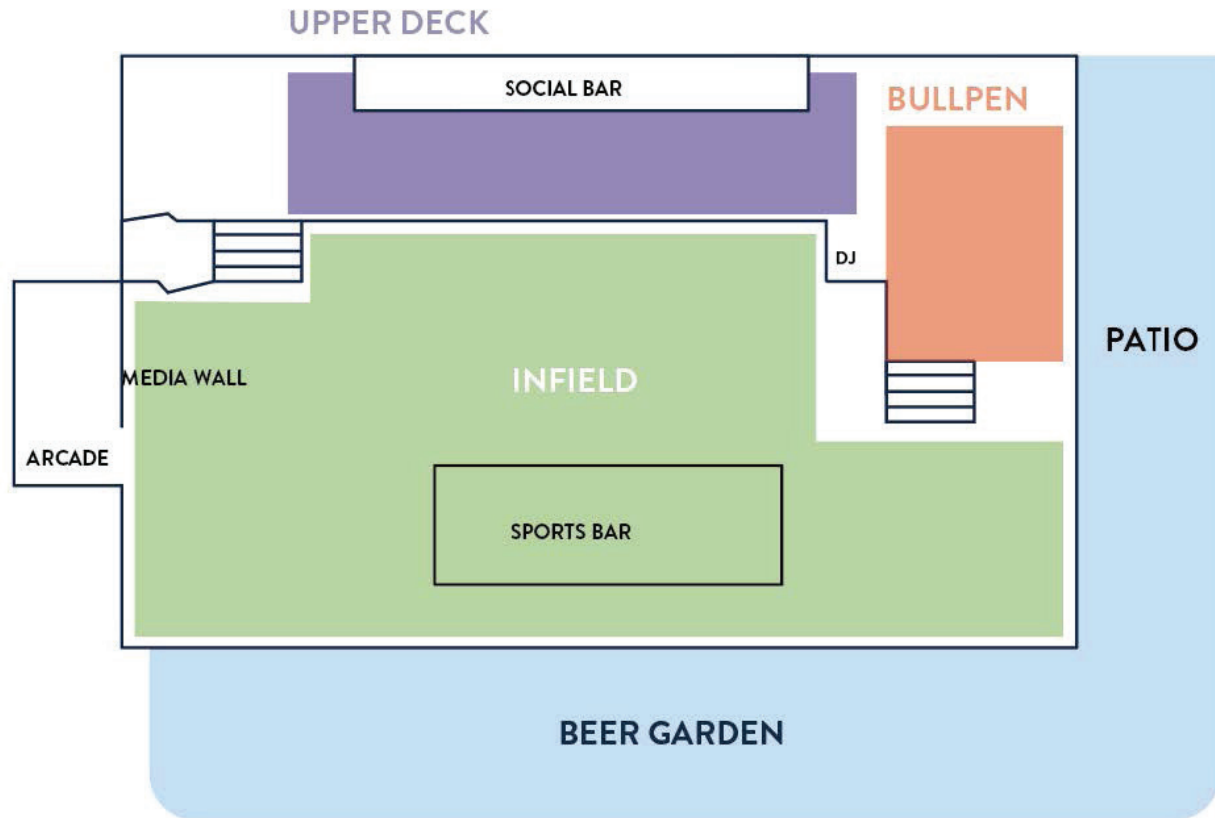 UPPER DECK
SOCIAL BAR
BULLPEN
DJ
PATIO
MEDIA WALL
INFIELD
ARCADE
SPORTS BAR
BEER GARDEN